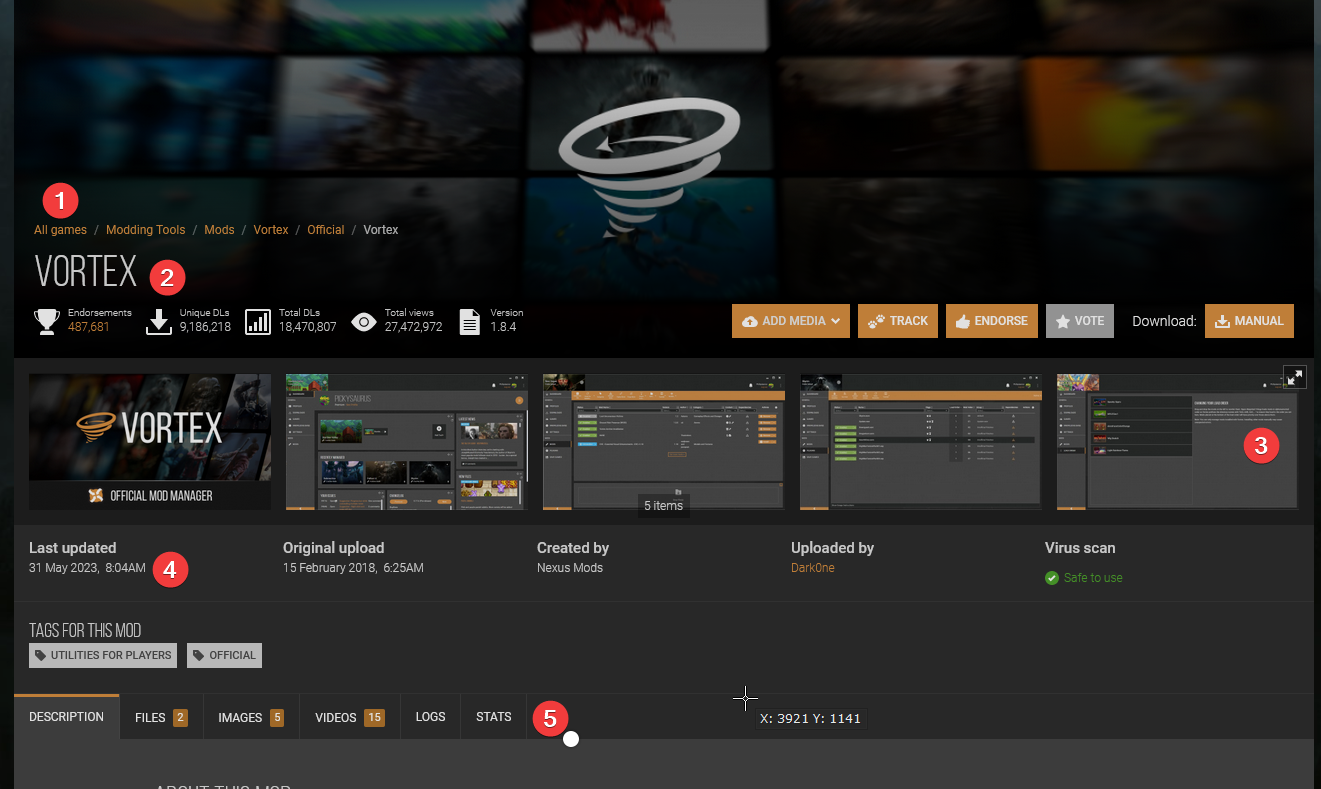 1
All games / Modding Tools / Mods / Vortex / Official / Vortex
VORTEX 2
Endorsements Unique DLs Total DLs Total views Version
487,681 9,186,218 18,470,807 27,472,972 1.8.4
ADD MEDIA TRACK ENDORSE VOTE Download: MANUAL
PICKYSAURUS
VORTEX
3
OFFICIAL MOD MANAGER
5 items
Last updated Original upload Created by Uploaded by Virus scan
31 May 2023, 8:04AM 4 15 February 2018, 6:25AM Nexus Mods Dark0ne
Safe to use
TAGS FOR THIS MOD
UTILITIES FOR PLAYERS OFFICIAL
DESCRIPTION FILES 2 IMAGES 5 VIDEOS 15 LOGS STATS 5
X: 3921 Y: 1141
ABOUT THIS MOD